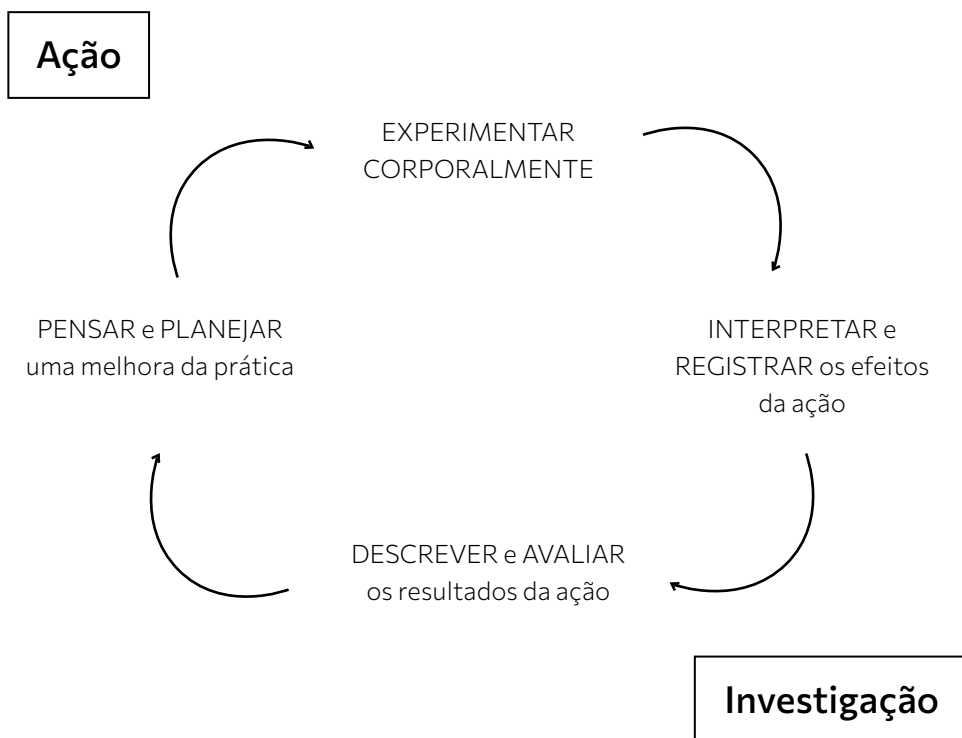 Ação
EXPERIMENTAR
CORPORALMENTE
PENSAR e PLANEJAR
uma melhora da prática
INTERPRETAR e
REGISTRAR os efeitos
da ação
DESCREVER e AVALIAR
os resultados da ação
Investigação